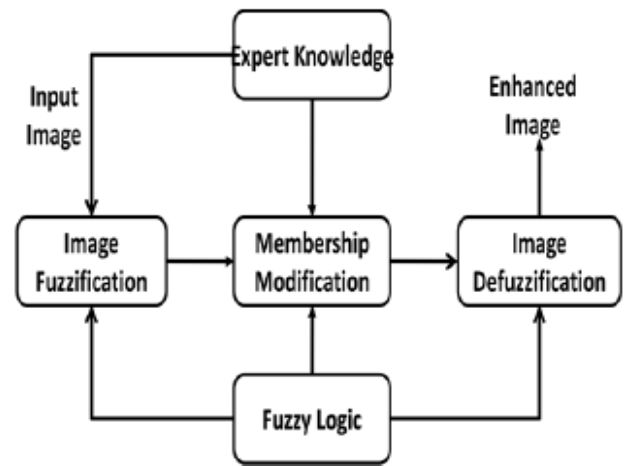 Expert Knowledge
Input
Image
Enhanced
Image
Image
Fuzzification
Membership
Modification
Image
Defuzzification
Fuzzy Logic